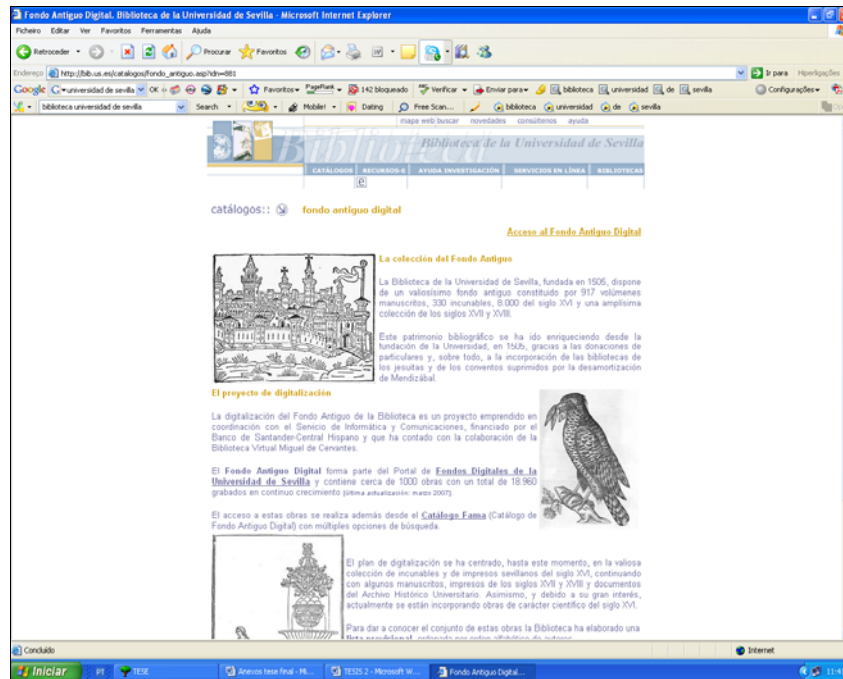 Fondo Antiguo Digital. Biblioteca de la Universidad de Sevilla - Microsoft Internet Explorer
Ficheiro Editar Ver Favoritos Ferramentas Ajuda
Retroceder Procurar Favoritos
Endereço http://bib.us.es/catalogos/fondo_antiguo.asp?idn=881 Ir para Hiperligações
Google universidad de sevilla OK Favoritos PageRank 142 bloqueado Verificar Enviar para biblioteca universidad de sevilla Configurações
biblioteca universidad de sevilla Search Mobile! Dating Free Scan... biblioteca universidad de sevilla
mapa web buscar novedades consúltenos ayuda
Biblioteca
Biblioteca de la Universidad de Sevilla
CATÁLOGOS RECURSOS-E AYUDA INVESTIGACIÓN SERVICIOS EN LÍNEA BIBLIOTECAS
catálogos:: fondo antiguo digital
Acceso al Fondo Antiguo Digital
La colección del Fondo Antiguo
La Biblioteca de la Universidad de Sevilla, fundada en 1505, dispone
de un valiosísimo fondo antiguo constituido por 917 volúmenes
manuscritos, 330 incunables, 8.000 del siglo XVI y una amplísima
colección de los siglos XVII y XVIII.
Este patrimonio bibliográfico se ha ido enriqueciendo desde la
fundación de la Universidad, en 1505, gracias a las donaciones de
particulares y, sobre todo, a la incorporación de las bibliotecas de
los jesuitas y de los conventos suprimidos por la desamortización
de Mendizábal.
El proyecto de digitalización
La digitalización del Fondo Antiguo de la Biblioteca es un proyecto emprendido en
coordinación con el Servicio de Informática y Comunicaciones, financiado por el
Banco de Santander-Central Hispano y que ha contado con la colaboración de la
Biblioteca Virtual Miguel de Cervantes.
El Fondo Antiguo Digital forma parte del Portal de Fondos Digitales de la
Universidad de Sevilla y contiene cerca de 1000 obras con un total de 18.960
grabados en continuo crecimiento (última actualización: marzo 2007).
El acceso a estas obras se realiza además desde el Catálogo Fama (Catálogo de
Fondo Antiguo Digital) con múltiples opciones de búsqueda.
El plan de digitalización se ha centrado, hasta este momento, en la valiosa
colección de incunables y de impresos sevillanos del siglo XVI, continuando
con algunos manuscritos, impresos de los siglos XVII y XVIII y documentos
del Archivo Histórico Universitario. Asimismo, y debido a su gran interés,
actualmente se están incorporando obras de carácter científico del siglo XVI.
Para dar a conocer el conjunto de estas obras la Biblioteca ha elaborado una
lista provisional, ordenada por orden alfabético de autores
Concluído Internet
Iniciar PT TESE Anexos tese final - Mi... TESIS 2 - Microsoft W... Fondo Antiguo Digital...